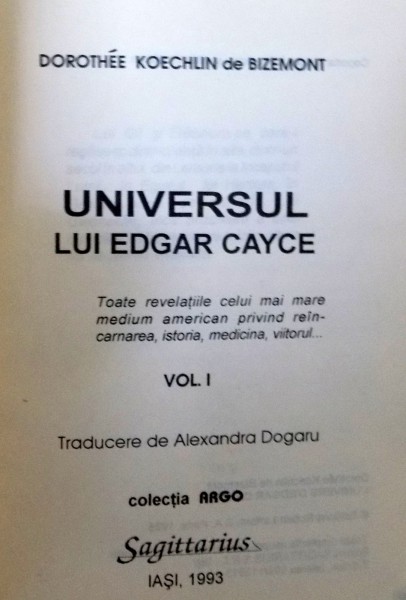 DOROTHÉE KOECHLIN de BIZEMONT
UNIVERSUL
LUI EDGAR CAYCE
Toate revelațiile celui mai mare
medium american privind reîn-
carnarea, istoria, medicina, viitorul...
VOL. I
Traducere de Alexandra Dogaru
colecția ARGO
Sagittarius
IAȘI, 1993